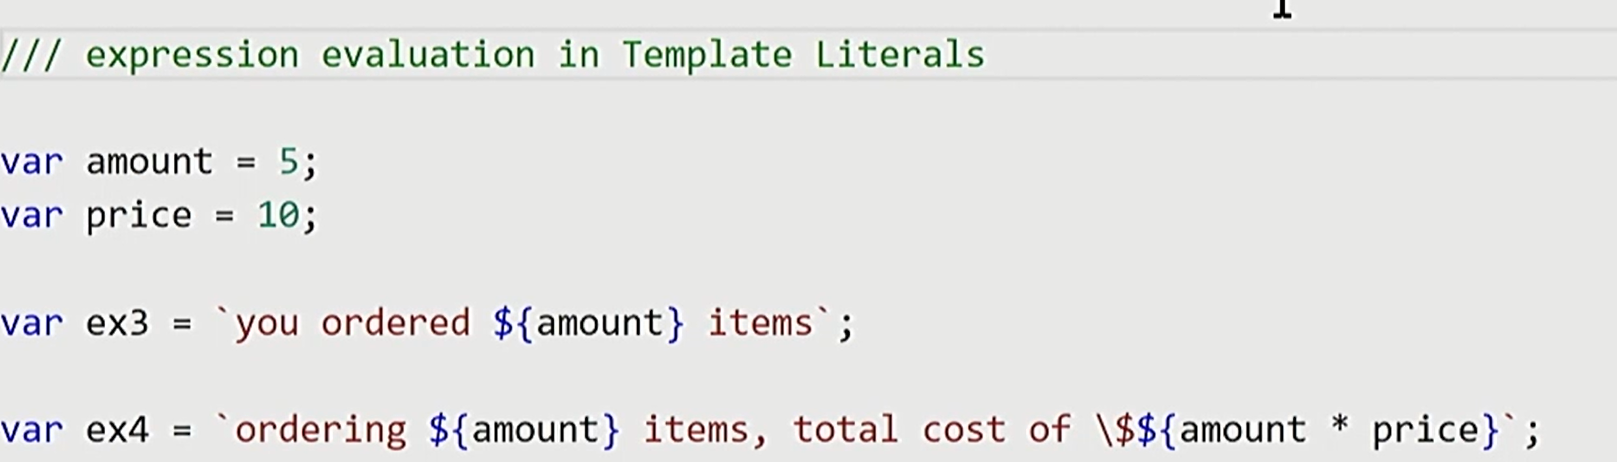 /// expression evaluation in Template Literals
var amount = 5;
var price = 10;
var ex3 = `you ordered ${amount} items`;
var ex4 = `ordering ${amount} items, total cost of \$${amount * price}`;